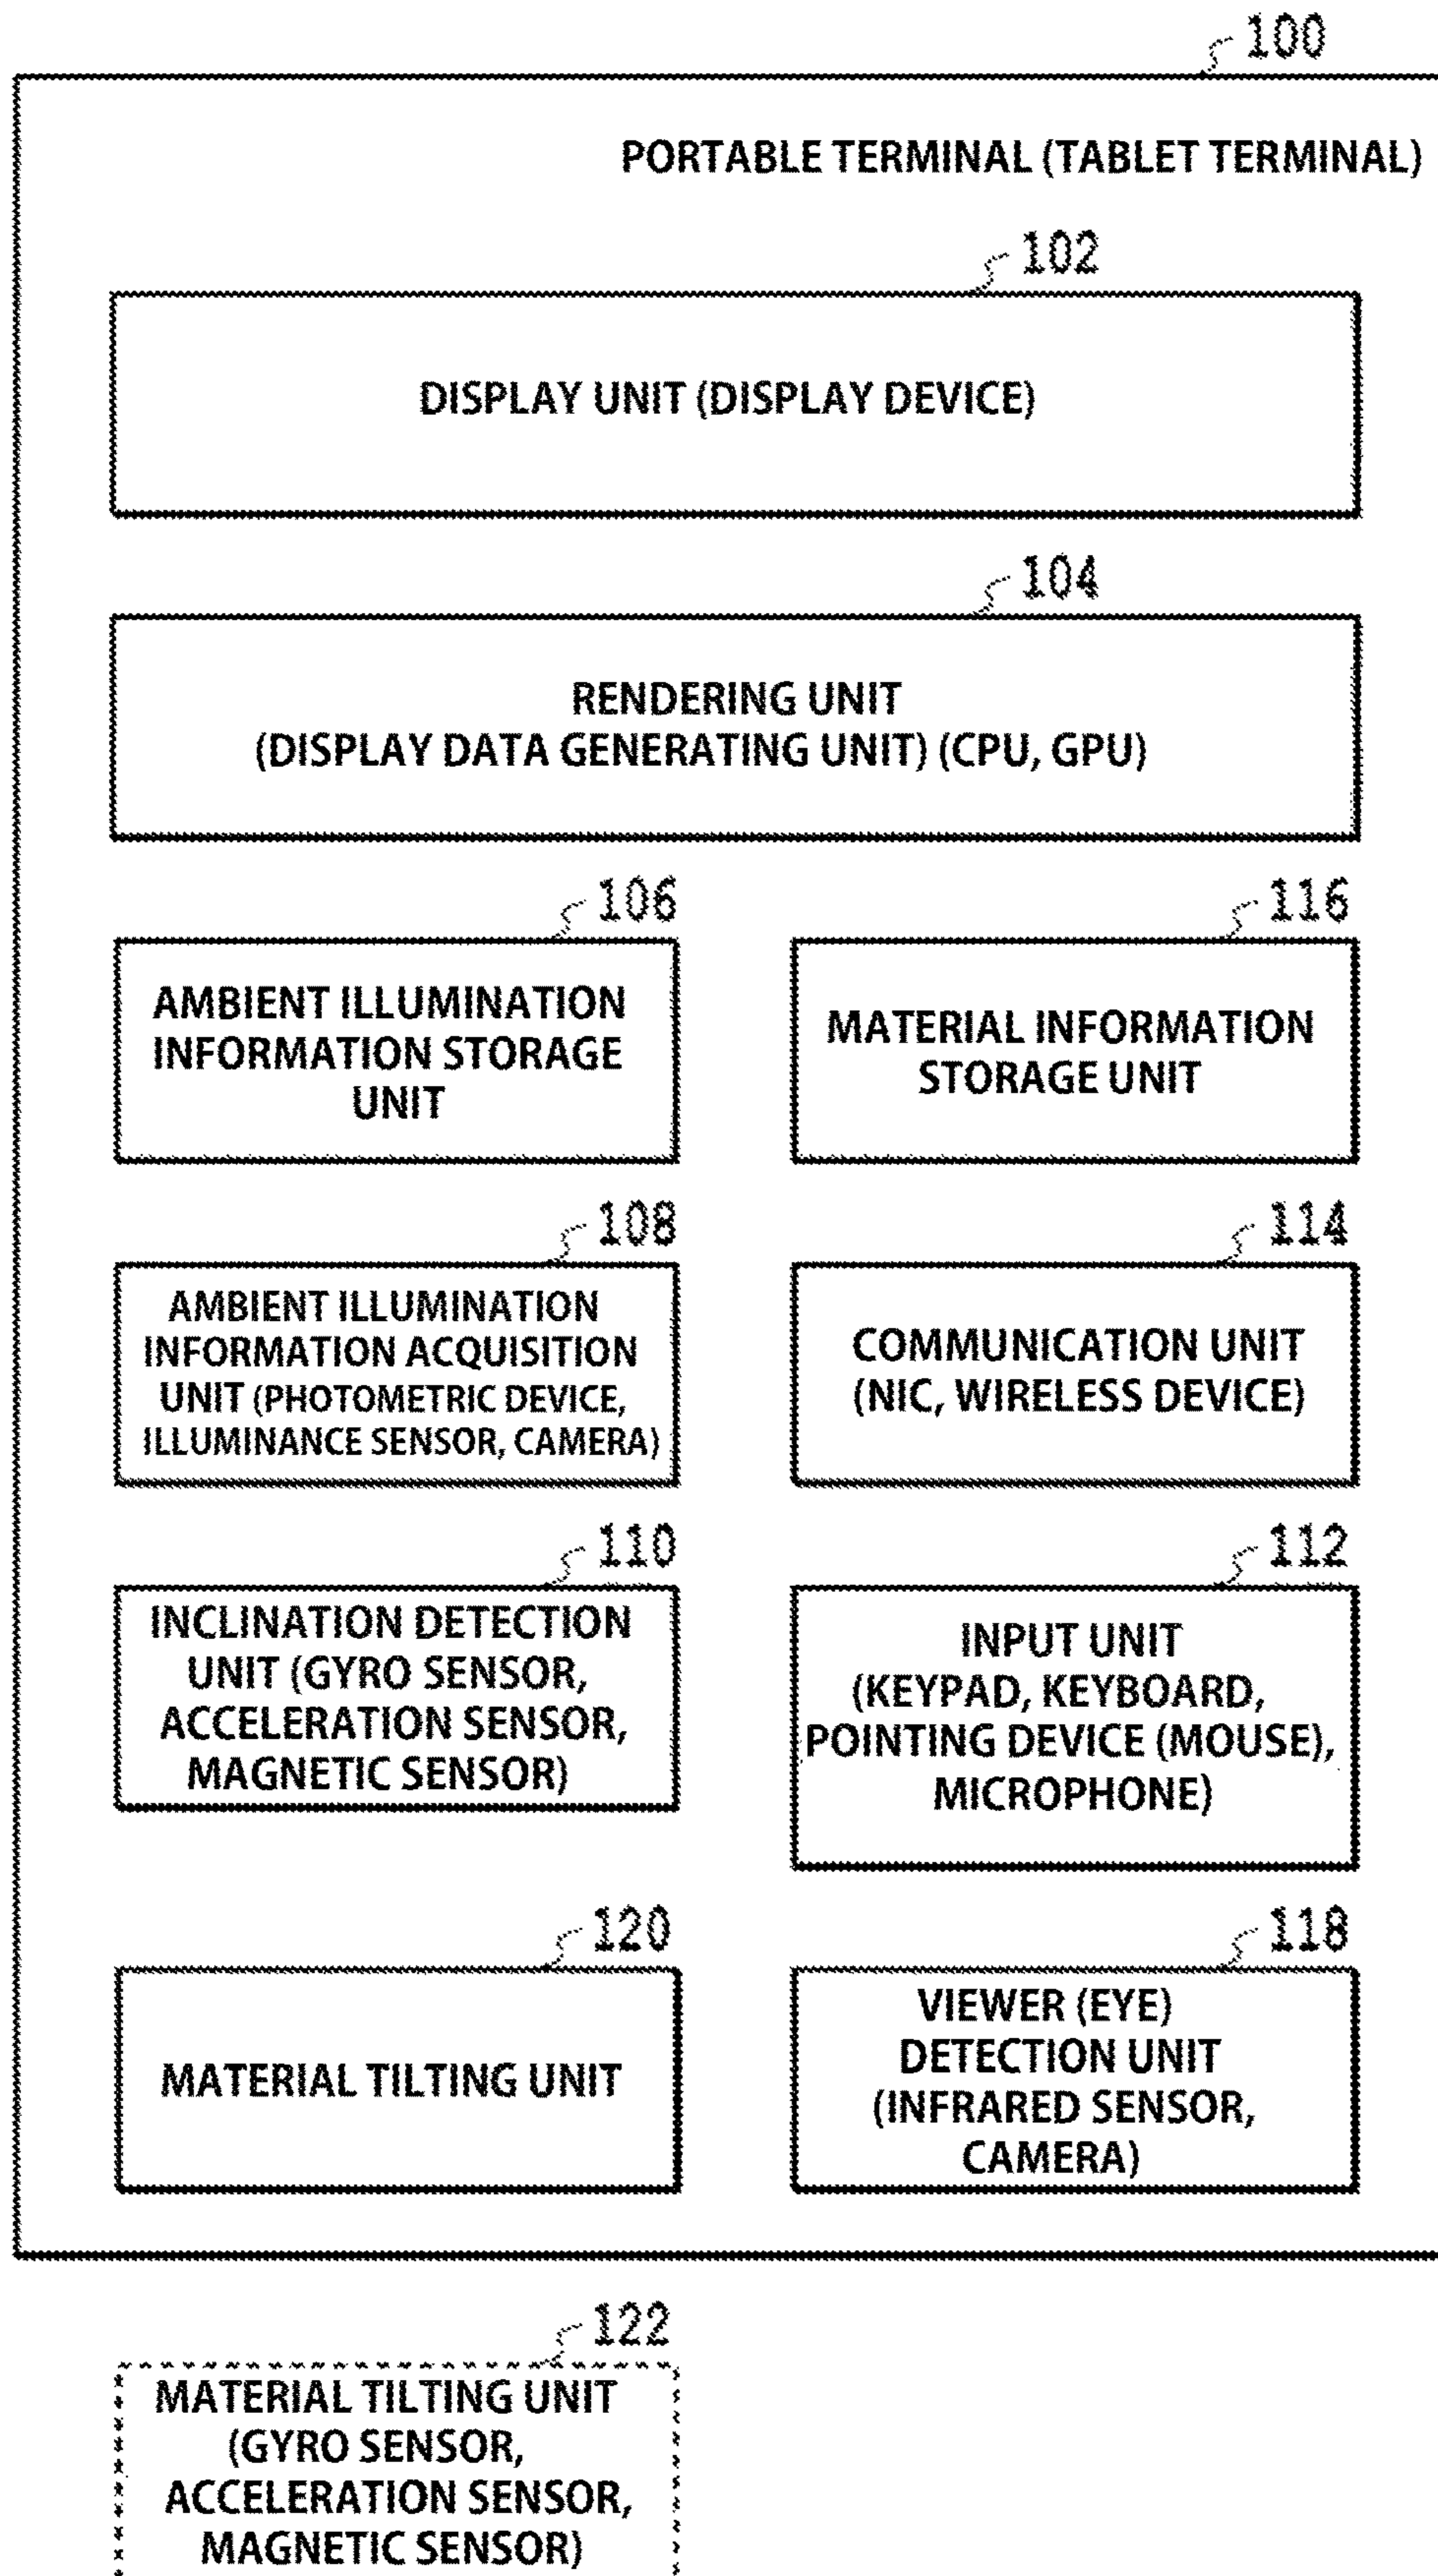 100
PORTABLE TERMINAL (TABLET TERMINAL)
102
DISPLAY UNIT (DISPLAY DEVICE)
104
RENDERING UNIT
(DISPLAY DATA GENERATING UNIT) (CPU, GPU)
106
AMBIENT ILLUMINATION
INFORMATION STORAGE
UNIT
116
MATERIAL INFORMATION
STORAGE UNIT
108
AMBIENT ILLUMINATION
INFORMATION ACQUISITION
UNIT (PHOTOMETRIC DEVICE,
ILLUMINANCE SENSOR, CAMERA)
114
COMMUNICATION UNIT
(NIC, WIRELESS DEVICE)
110
INCLINATION DETECTION
UNIT (GYRO SENSOR,
ACCELERATION SENSOR,
MAGNETIC SENSOR)
112
INPUT UNIT
(KEYPAD, KEYBOARD,
POINTING DEVICE (MOUSE),
MICROPHONE)
120
MATERIAL TILTING UNIT
118
VIEWER (EYE)
DETECTION UNIT
(INFRARED SENSOR,
CAMERA)
122
MATERIAL TILTING UNIT
(GYRO SENSOR,
ACCELERATION SENSOR,
MAGNETIC SENSOR)